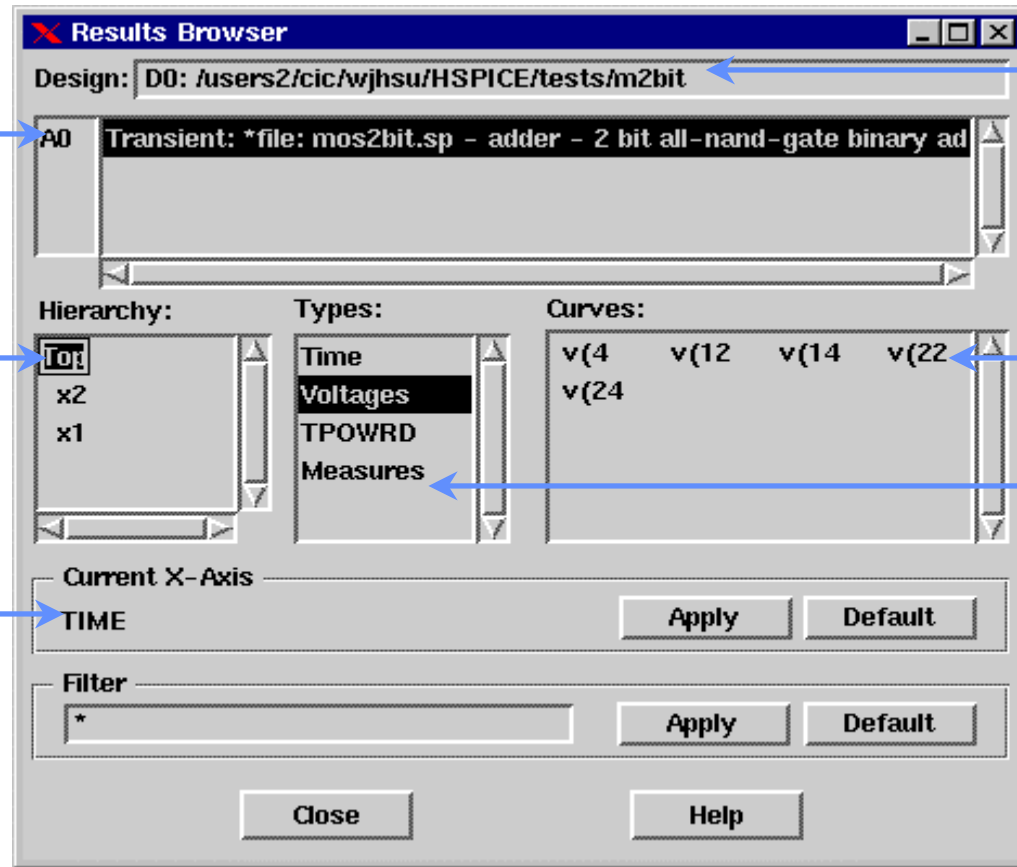 Results Browser
Design: D0: /users2/cic/wjhsu/HSPICE/tests/m2bit
A0 Transient: *file: mos2bit.sp - adder - 2 bit all-nand-gate binary ad
Hierarchy: Types: Curves:
Top Time v(4 v(12 v(14 v(22
x2 Voltages v(24
x1 TPOWRD
Measures
Current X-Axis
TIME Apply Default
Filter
* Apply Default
Close Help